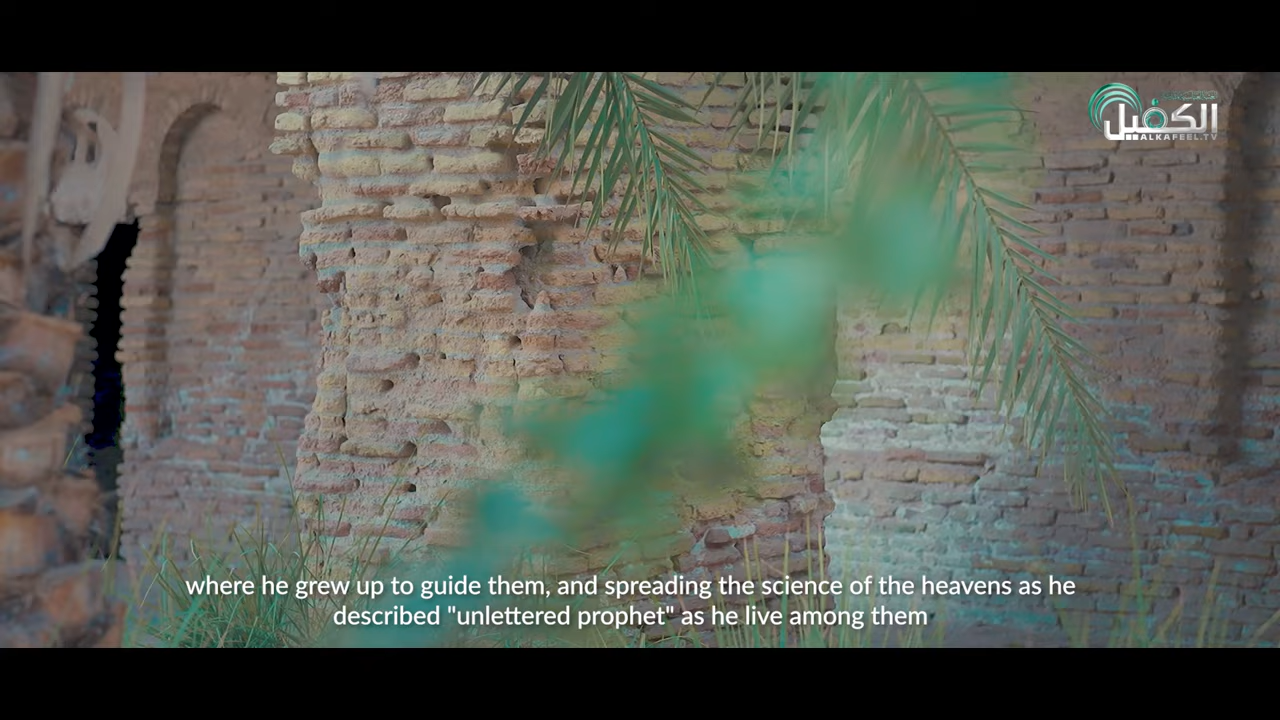 الكفيل
ALKAFEEL.TV
where he grew up to guide them, and spreading the science of the heavens as he
described "unlettered prophet" as he live among them